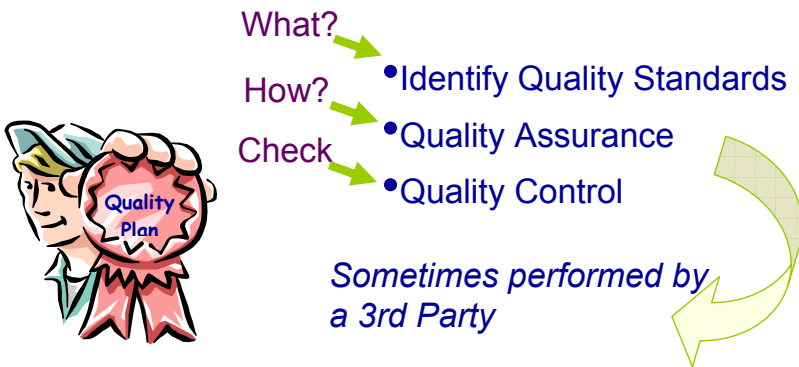 What?
•Identify Quality Standards
How?
•Quality Assurance
Check
•Quality Control
Quality
Plan
Sometimes performed by
a 3rd Party